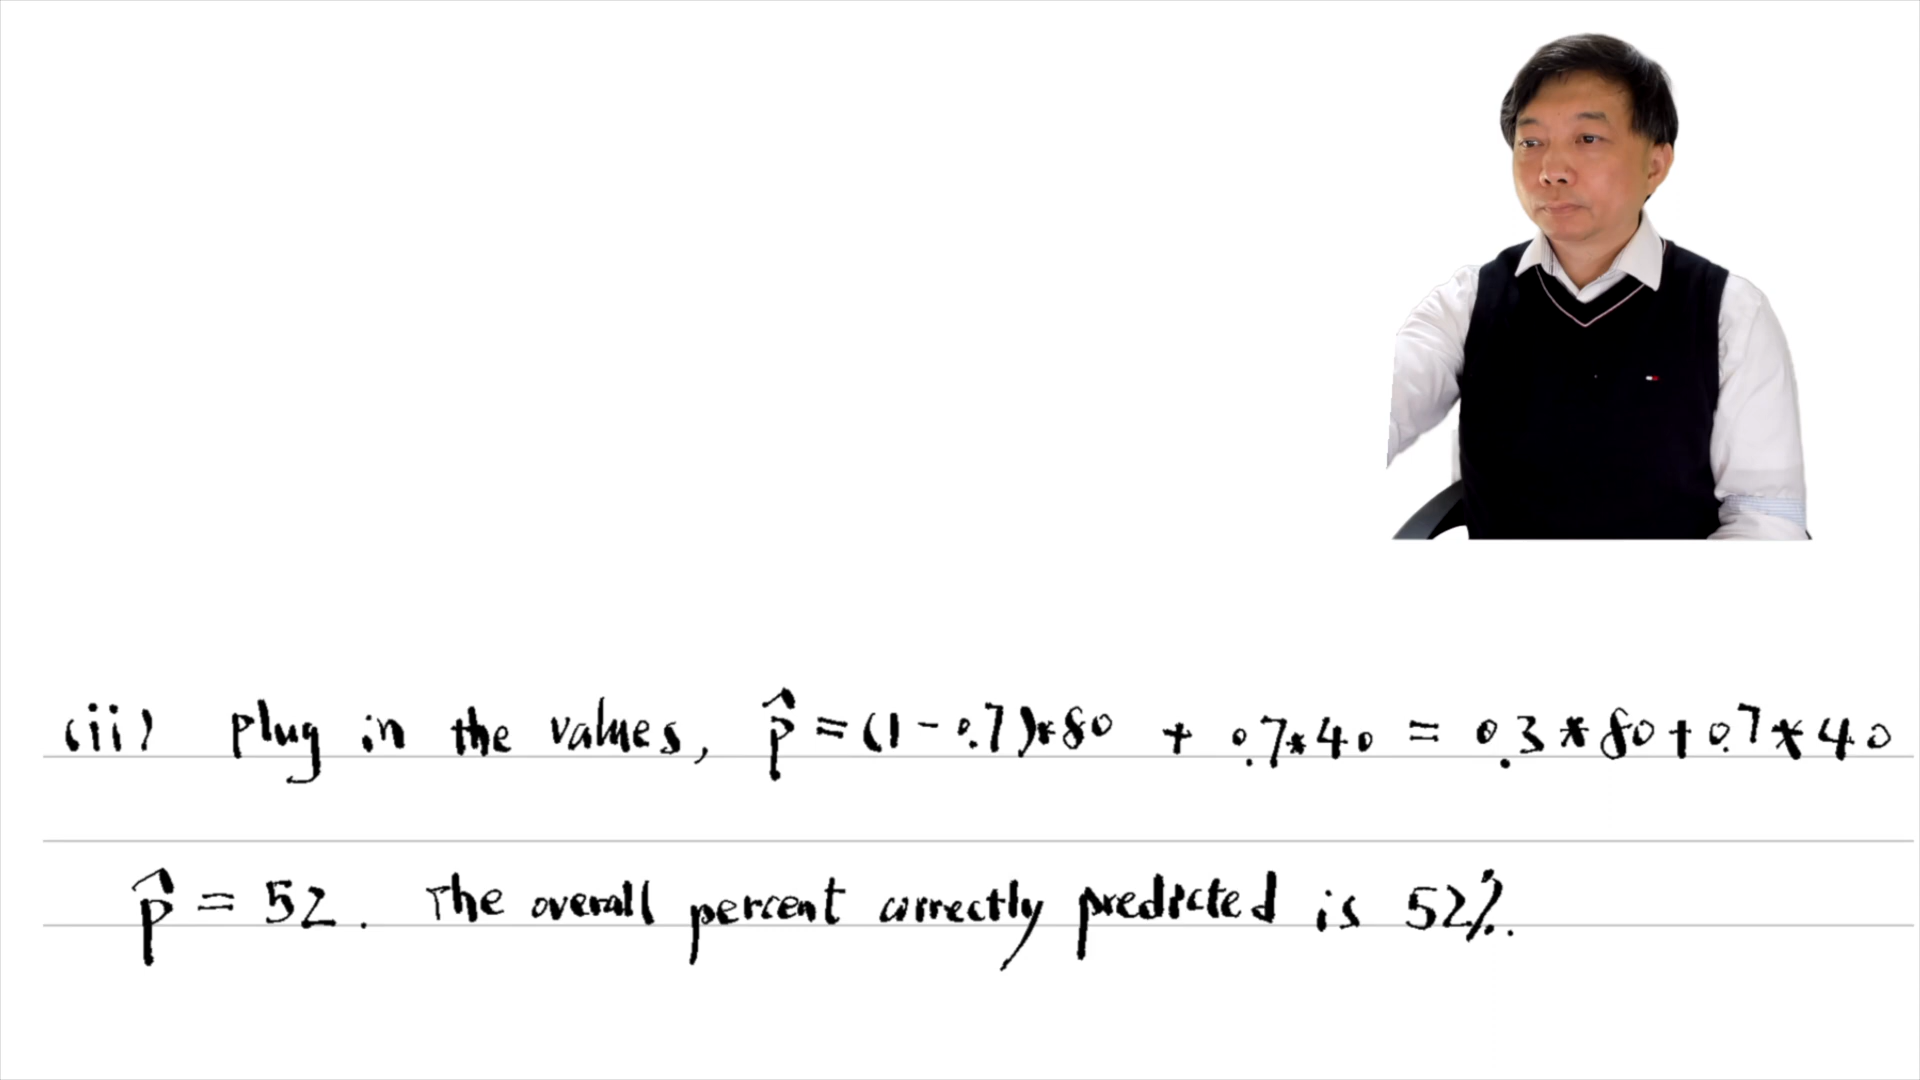 (ii) plug in the values, p̂ = (1 - 0.7)*80 + 0.7*40 = 0.3*80+0.7*40
p̂ = 52. The overall percent correctly predicted is 52%.